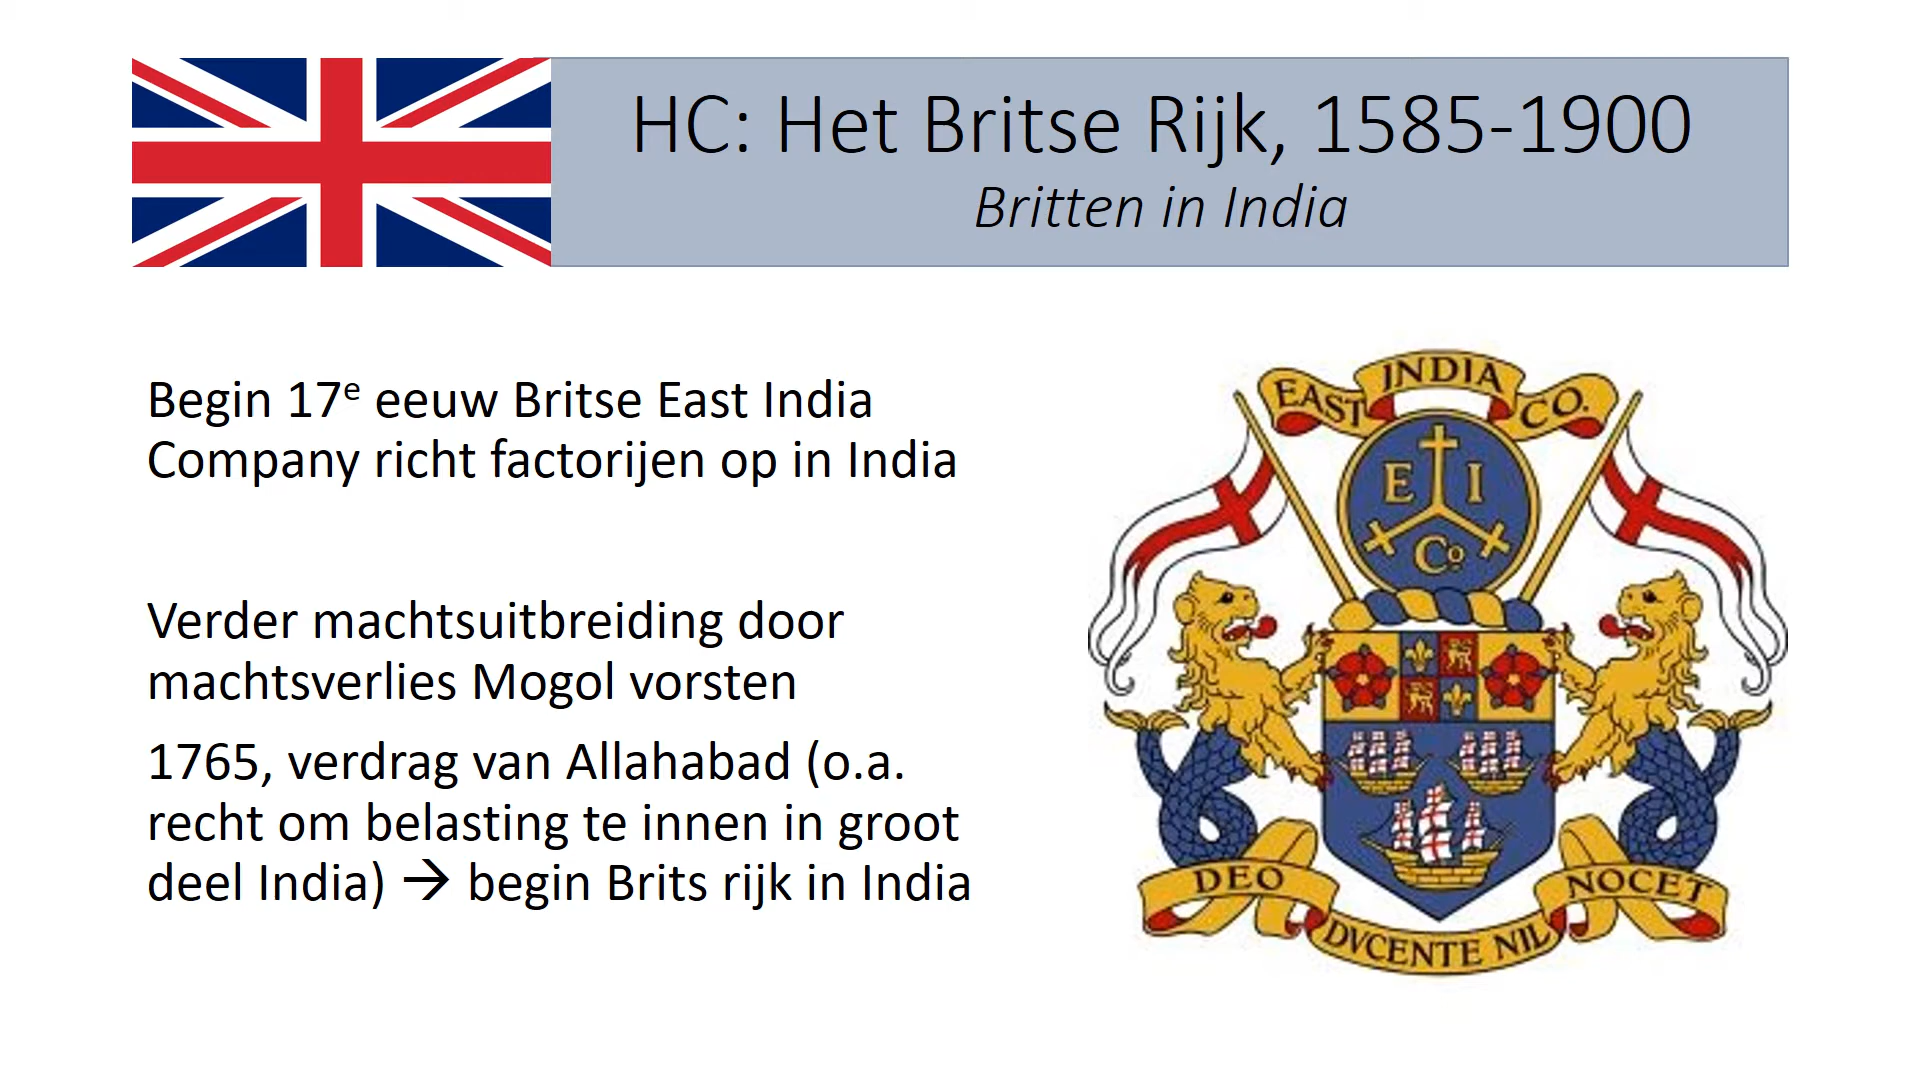 HC: Het Britse Rijk, 1585-1900
Britten in India
Begin 17e eeuw Britse East India
Company richt factorijen op in India
Verder machtsuitbreiding door
machtsverlies Mogol vorsten
1765, verdrag van Allahabad (o.a.
recht om belasting te innen in groot
deel India) → begin Brits rijk in India
EAST INDIA CO.
E I
Co
DEO DVCENTE NIL NOCET